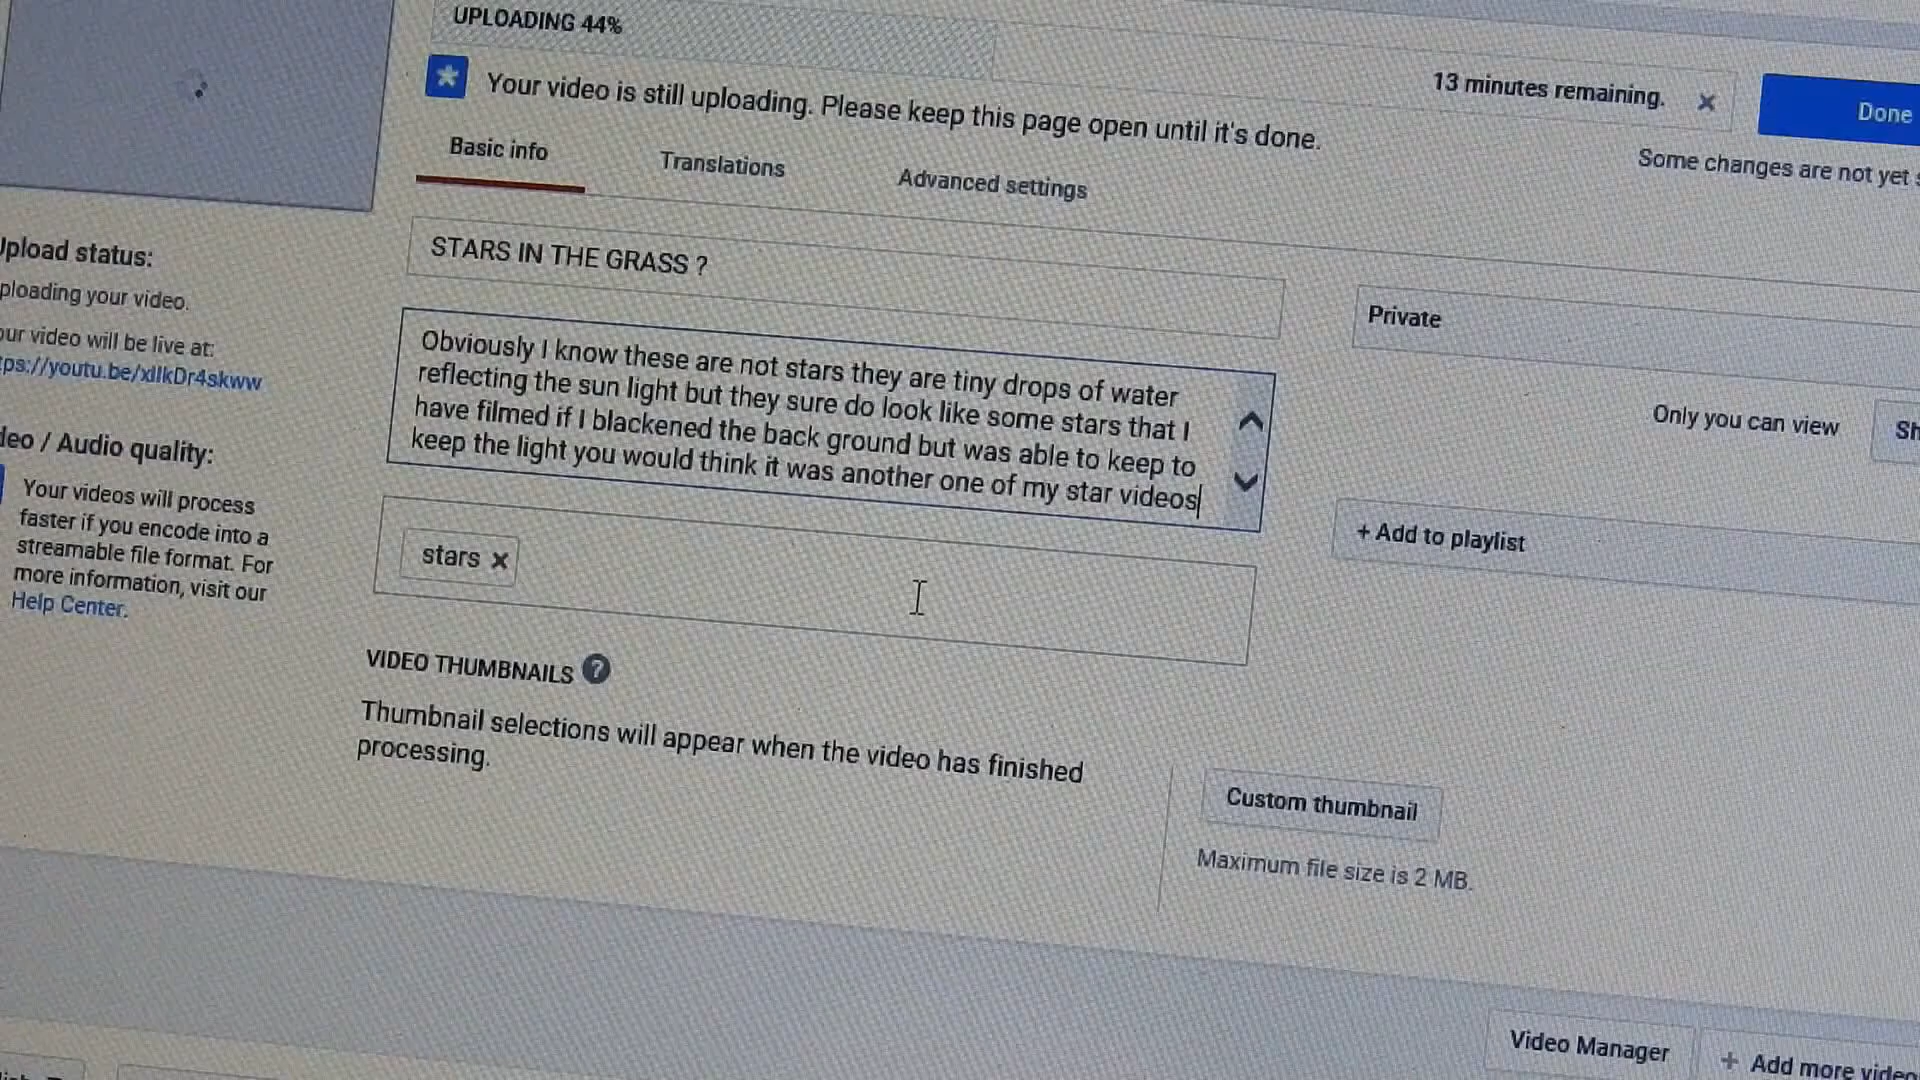 UPLOADING 44%
13 minutes remaining.
Done
Your video is still uploading. Please keep this page open until it's done.
Some changes are not yet
Basic info
Translations
Advanced settings
Upload status:
ploading your video.
our video will be live at:
tps://youtu.be/xllkDr4skww
deo / Audio quality:
Your videos will process
faster if you encode into a
streamable file format. For
more information, visit our
Help Center.
STARS IN THE GRASS ?
Obviously I know these are not stars they are tiny drops of water
reflecting the sun light but they sure do look like some stars that I
have filmed if I blackened the back ground but was able to keep to
keep the light you would think it was another one of my star videos
stars
Private
Only you can view
Sh
+ Add to playlist
VIDEO THUMBNAILS ?
Thumbnail selections will appear when the video has finished
processing.
Custom thumbnail
Maximum file size is 2 MB.
Video Manager
+ Add more video